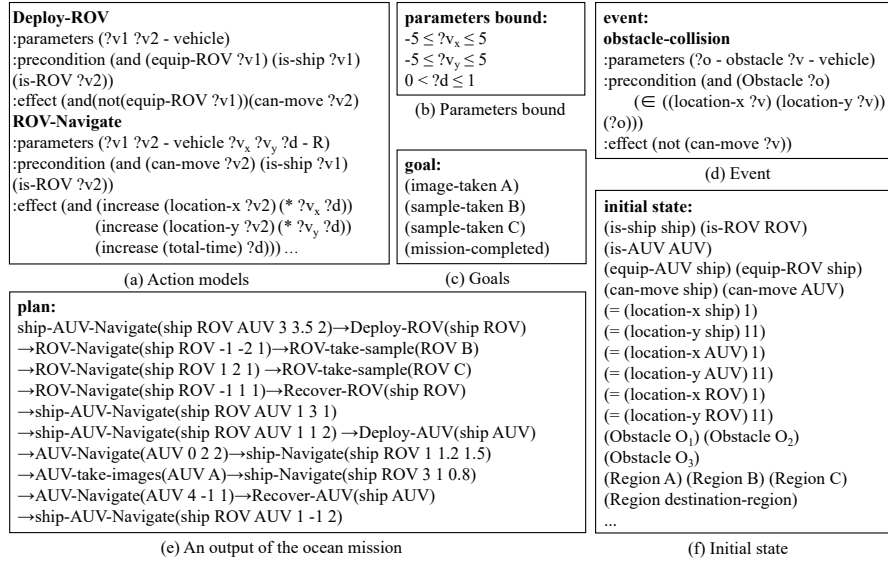 Deploy-ROV
:parameters (?v1 ?v2 - vehicle)
:precondition (and (equip-ROV ?v1) (is-ship ?v1)
(is-ROV ?v2))
:effect (and(not(equip-ROV ?v1))(can-move ?v2)
ROV-Navigate
:parameters (?v1 ?v2 - vehicle ?vₓ ?vᵧ ?d - R)
:precondition (and (can-move ?v2) (is-ship ?v1)
(is-ROV ?v2))
:effect (and (increase (location-x ?v2) (* ?vₓ ?d))
(increase (location-y ?v2) (* ?vᵧ ?d))
(increase (total-time) ?d))) ...
(a) Action models
parameters bound:
-5 ≤ ?vₓ ≤ 5
-5 ≤ ?vᵧ ≤ 5
0 < ?d ≤ 1
(b) Parameters bound
goal:
(image-taken A)
(sample-taken B)
(sample-taken C)
(mission-completed)
(c) Goals
event:
obstacle-collision
:parameters (?o - obstacle ?v - vehicle)
:precondition (and (Obstacle ?o)
(∈ ((location-x ?v) (location-y ?v))
(?o)))
:effect (not (can-move ?v))
(d) Event
plan:
ship-AUV-Navigate(ship ROV AUV 3 3.5 2)→Deploy-ROV(ship ROV)
→ROV-Navigate(ship ROV -1 -2 1)→ROV-take-sample(ROV B)
→ROV-Navigate(ship ROV 1 2 1) →ROV-take-sample(ROV C)
→ROV-Navigate(ship ROV -1 1 1)→Recover-ROV(ship ROV)
→ship-AUV-Navigate(ship ROV AUV 1 3 1)
→ship-AUV-Navigate(ship ROV AUV 1 1 2) →Deploy-AUV(ship AUV)
→AUV-Navigate(AUV 0 2 2)→ship-Navigate(ship ROV 1 1.2 1.5)
→AUV-take-images(AUV A)→ship-Navigate(ship ROV 3 1 0.8)
→AUV-Navigate(AUV 4 -1 1)→Recover-AUV(ship AUV)
→ship-AUV-Navigate(ship ROV AUV 1 -1 2)
(e) An output of the ocean mission
initial state:
(is-ship ship) (is-ROV ROV)
(is-AUV AUV)
(equip-AUV ship) (equip-ROV ship)
(can-move ship) (can-move AUV)
(= (location-x ship) 1)
(= (location-y ship) 11)
(= (location-x AUV) 1)
(= (location-y AUV) 11)
(= (location-x ROV) 1)
(= (location-y ROV) 11)
(Obstacle O₁) (Obstacle O₂)
(Obstacle O₃)
(Region A) (Region B) (Region C)
(Region destination-region)
...
(f) Initial state